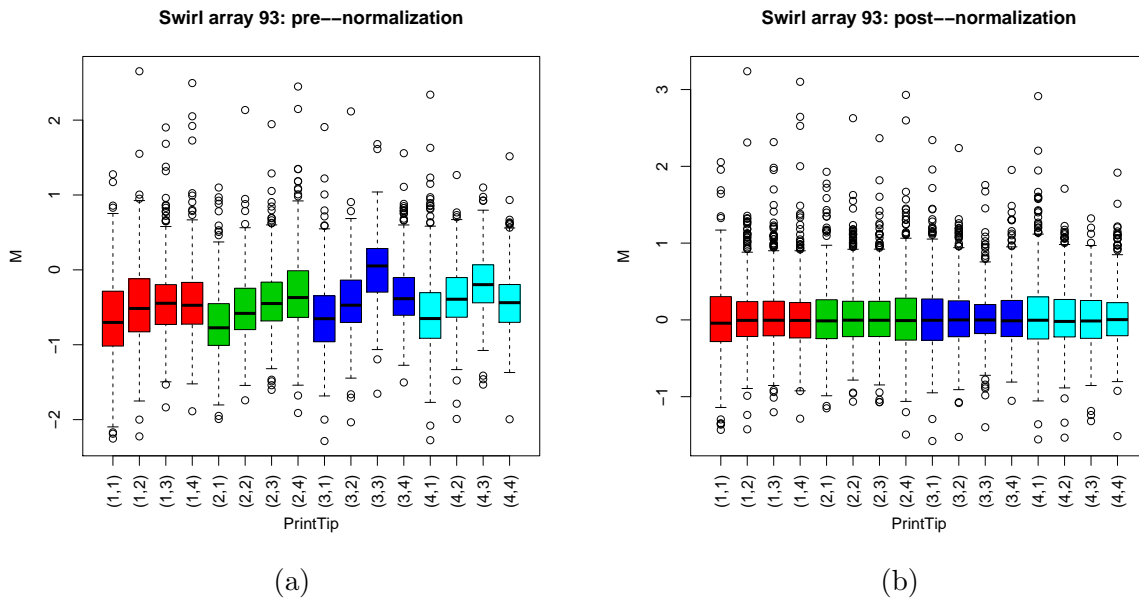 Swirl array 93: pre−−normalization
M
2
1
0
−1
−2
(1,1) (1,2) (1,3) (1,4) (2,1) (2,2) (2,3) (2,4) (3,1) (3,2) (3,3) (3,4) (4,1) (4,2) (4,3) (4,4)
PrintTip
(a)
Swirl array 93: post−−normalization
M
3
2
1
0
−1
(1,1) (1,2) (1,3) (1,4) (2,1) (2,2) (2,3) (2,4) (3,1) (3,2) (3,3) (3,4) (4,1) (4,2) (4,3) (4,4)
PrintTip
(b)